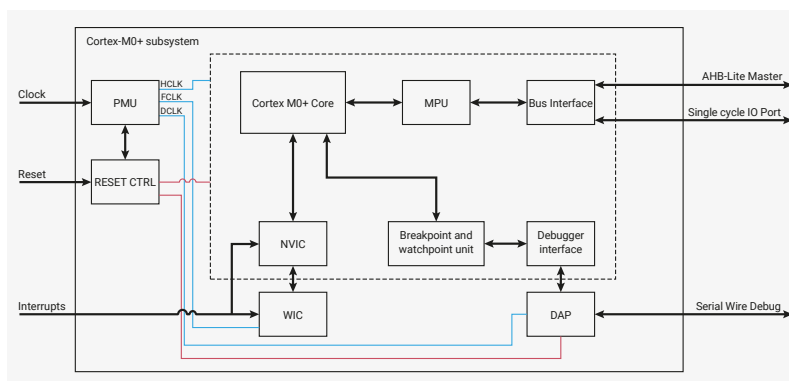 Cortex-M0+ subsystem
Clock
PMU
HCLK
FCLK
DCLK
Cortex M0+ Core
MPU
Bus Interface
AHB-Lite Master
Single cycle IO Port
Reset
RESET CTRL
NVIC
Breakpoint and
watchpoint unit
Debugger
interface
Interrupts
WIC
DAP
Serial Wire Debug